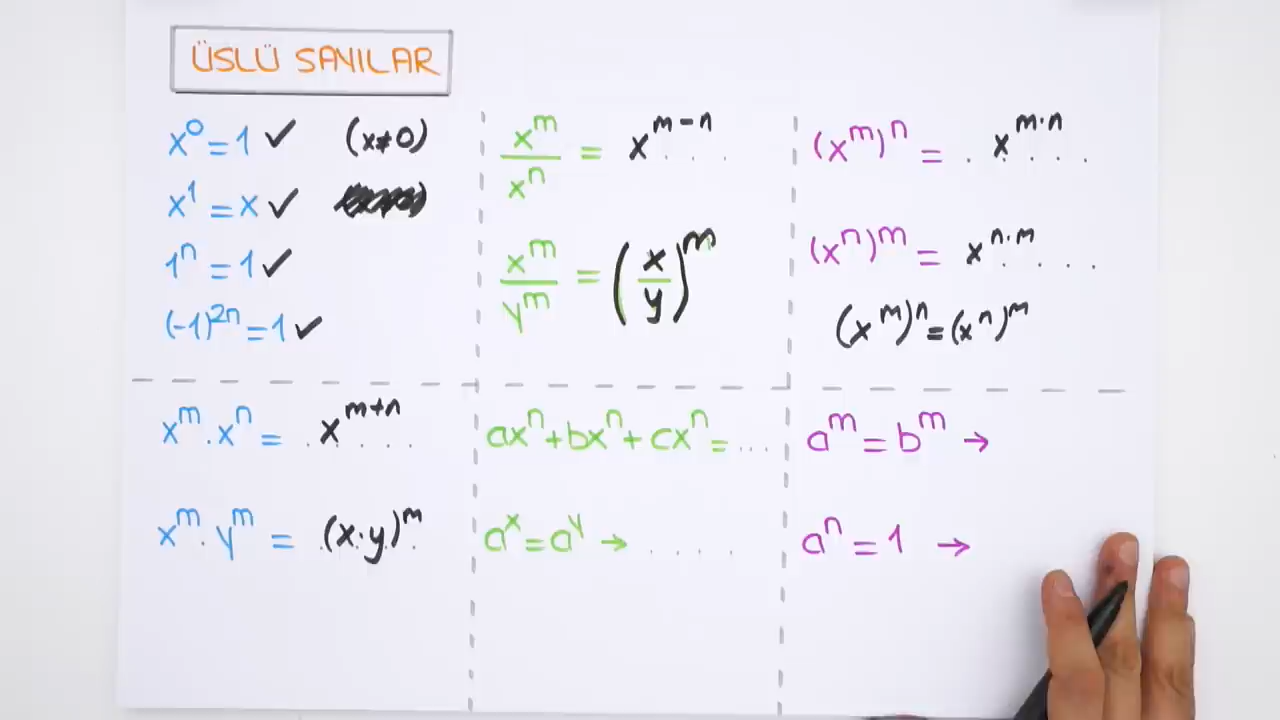 ÜSLÜ SAYILAR
x⁰ = 1 ✓ (x≠0)
x¹ = x ✓
1ⁿ = 1 ✓
(-1)²ⁿ = 1 ✓
xᵐ/xⁿ = xᵐ⁻ⁿ
xᵐ/yᵐ = (x/y)ᵐ
(xᵐ)ⁿ = xᵐ·ⁿ
(xⁿ)ᵐ = xⁿ·ᵐ
(xᵐ)ⁿ = (xⁿ)ᵐ
xᵐ . xⁿ = xᵐ⁺ⁿ
xᵐ . yᵐ = (x·y)ᵐ
axⁿ + bxⁿ + cxⁿ = ....
aˣ = aʸ → ....
aᵐ = bᵐ →
aⁿ = 1 →